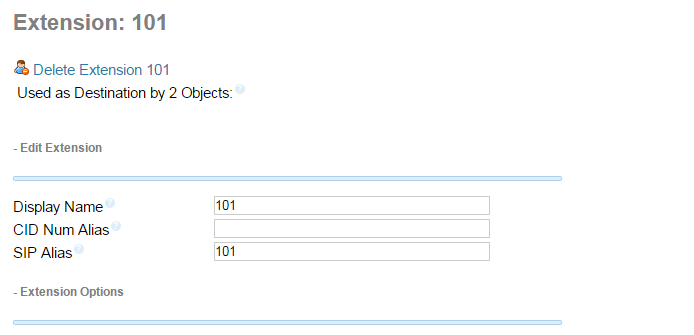 Extension: 101
Delete Extension 101
Used as Destination by 2 Objects:
- Edit Extension
Display Name 101
CID Num Alias
SIP Alias 101
- Extension Options